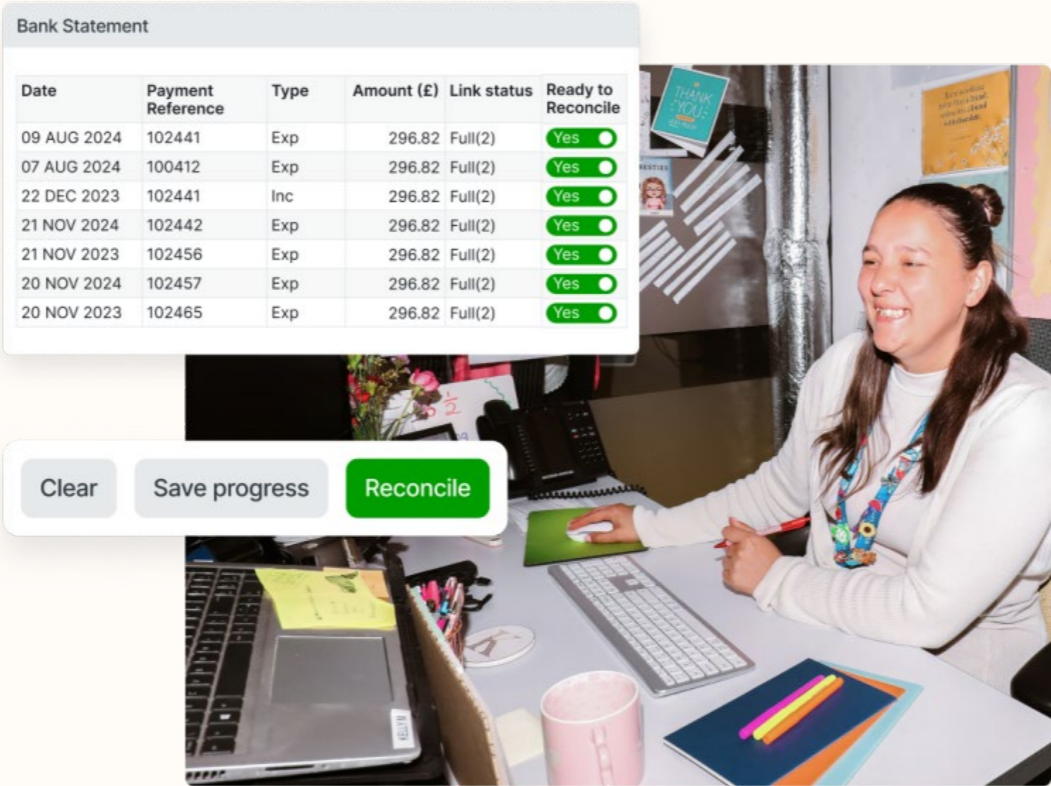 Bank Statement
Date Payment Reference Type Amount (£) Link status Ready to Reconcile
09 AUG 2024 102441 Exp 296.82 Full(2) Yes
07 AUG 2024 100412 Exp 296.82 Full(2) Yes
22 DEC 2023 102441 Inc 296.82 Full(2) Yes
21 NOV 2024 102442 Exp 296.82 Full(2) Yes
21 NOV 2023 102456 Exp 296.82 Full(2) Yes
20 NOV 2024 102457 Exp 296.82 Full(2) Yes
20 NOV 2023 102465 Exp 296.82 Full(2) Yes
THANK
YOU
BESTIES
Clear Save progress Reconcile
K
KELLY M